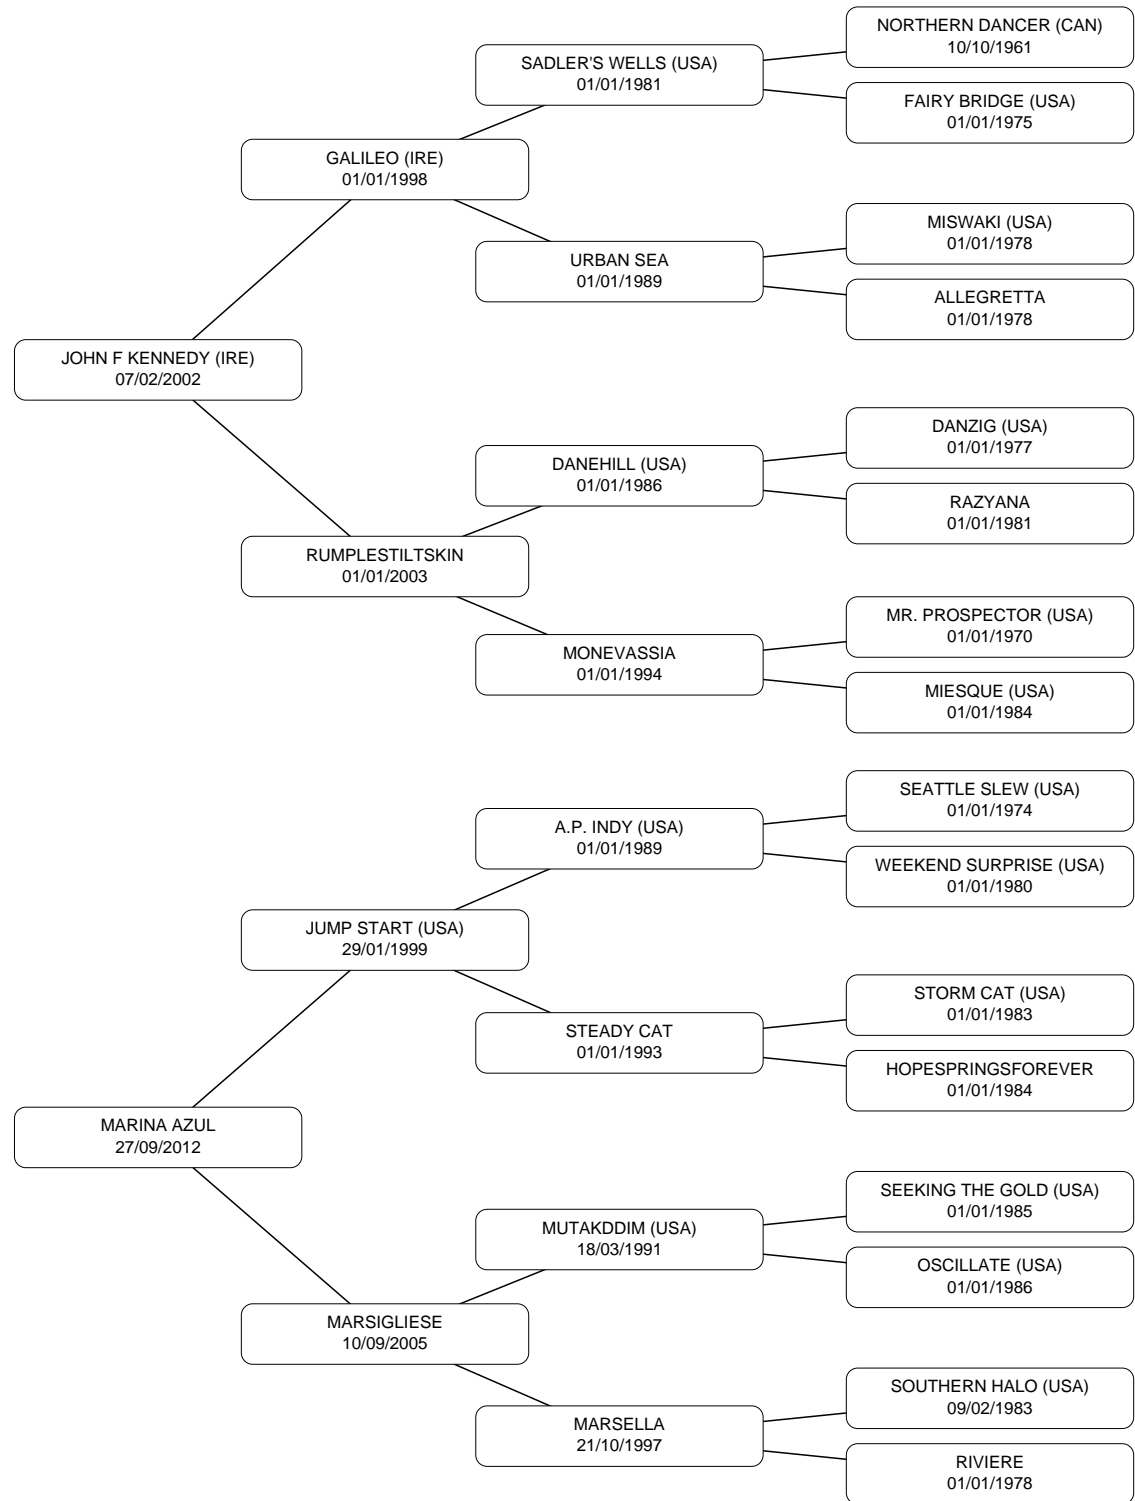 NORTHERN DANCER (CAN)
10/10/1961
SADLER'S WELLS (USA)
01/01/1981
FAIRY BRIDGE (USA)
01/01/1975
GALILEO (IRE)
01/01/1998
MISWAKI (USA)
01/01/1978
URBAN SEA
01/01/1989
ALLEGRETTA
01/01/1978
JOHN F KENNEDY (IRE)
07/02/2002
DANZIG (USA)
01/01/1977
DANEHILL (USA)
01/01/1986
RAZYANA
01/01/1981
RUMPLESTILTSKIN
01/01/2003
MR. PROSPECTOR (USA)
01/01/1970
MONEVASSIA
01/01/1994
MIESQUE (USA)
01/01/1984
SEATTLE SLEW (USA)
01/01/1974
A.P. INDY (USA)
01/01/1989
WEEKEND SURPRISE (USA)
01/01/1980
JUMP START (USA)
29/01/1999
STORM CAT (USA)
01/01/1983
STEADY CAT
01/01/1993
HOPESPRINGSFOREVER
01/01/1984
MARINA AZUL
27/09/2012
SEEKING THE GOLD (USA)
01/01/1985
MUTAKDDIM (USA)
18/03/1991
OSCILLATE (USA)
01/01/1986
MARSIGLIESE
10/09/2005
SOUTHERN HALO (USA)
09/02/1983
MARSELLA
21/10/1997
RIVIERE
01/01/1978